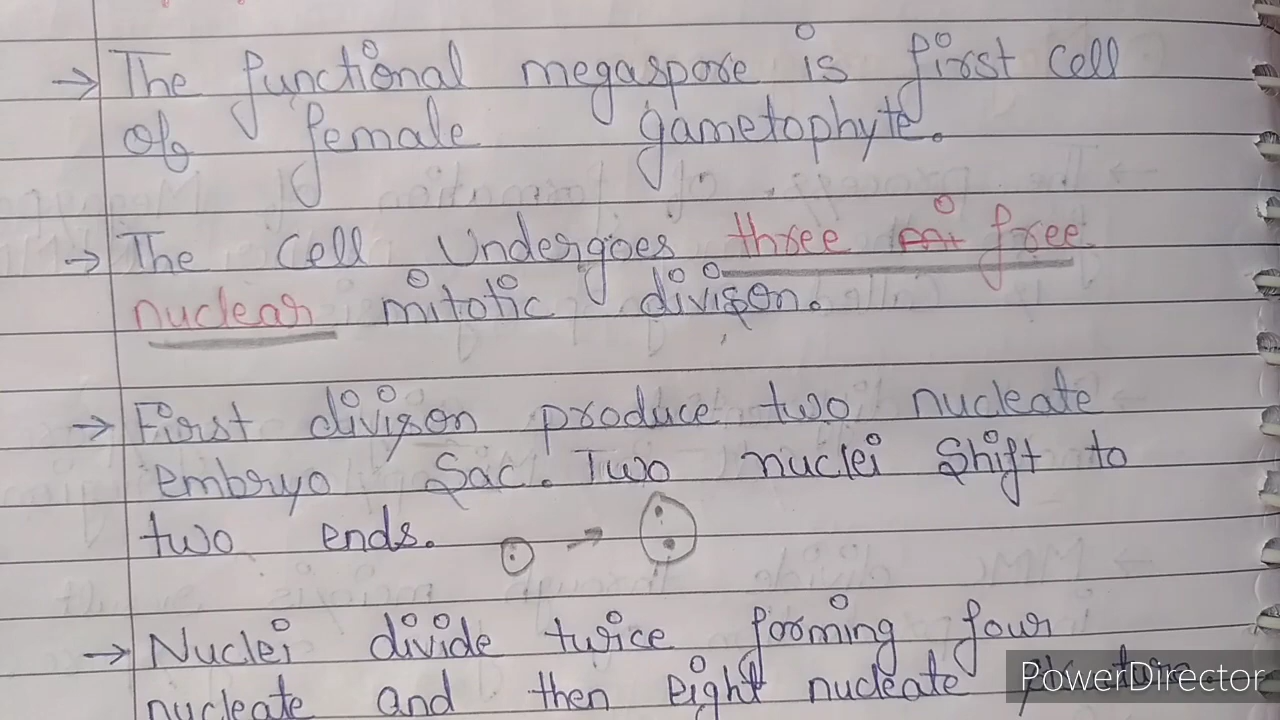 → The functional megaspore is first cell
of female gametophyte.
→ The cell undergoes three free
nuclear mitotic divison.
→ First divison produce two nucleate
embryo Sac. Two nuclei Shift to
two ends.
→ Nuclei divide twice forming four
nucleate and then eight nucleate
PowerDirector